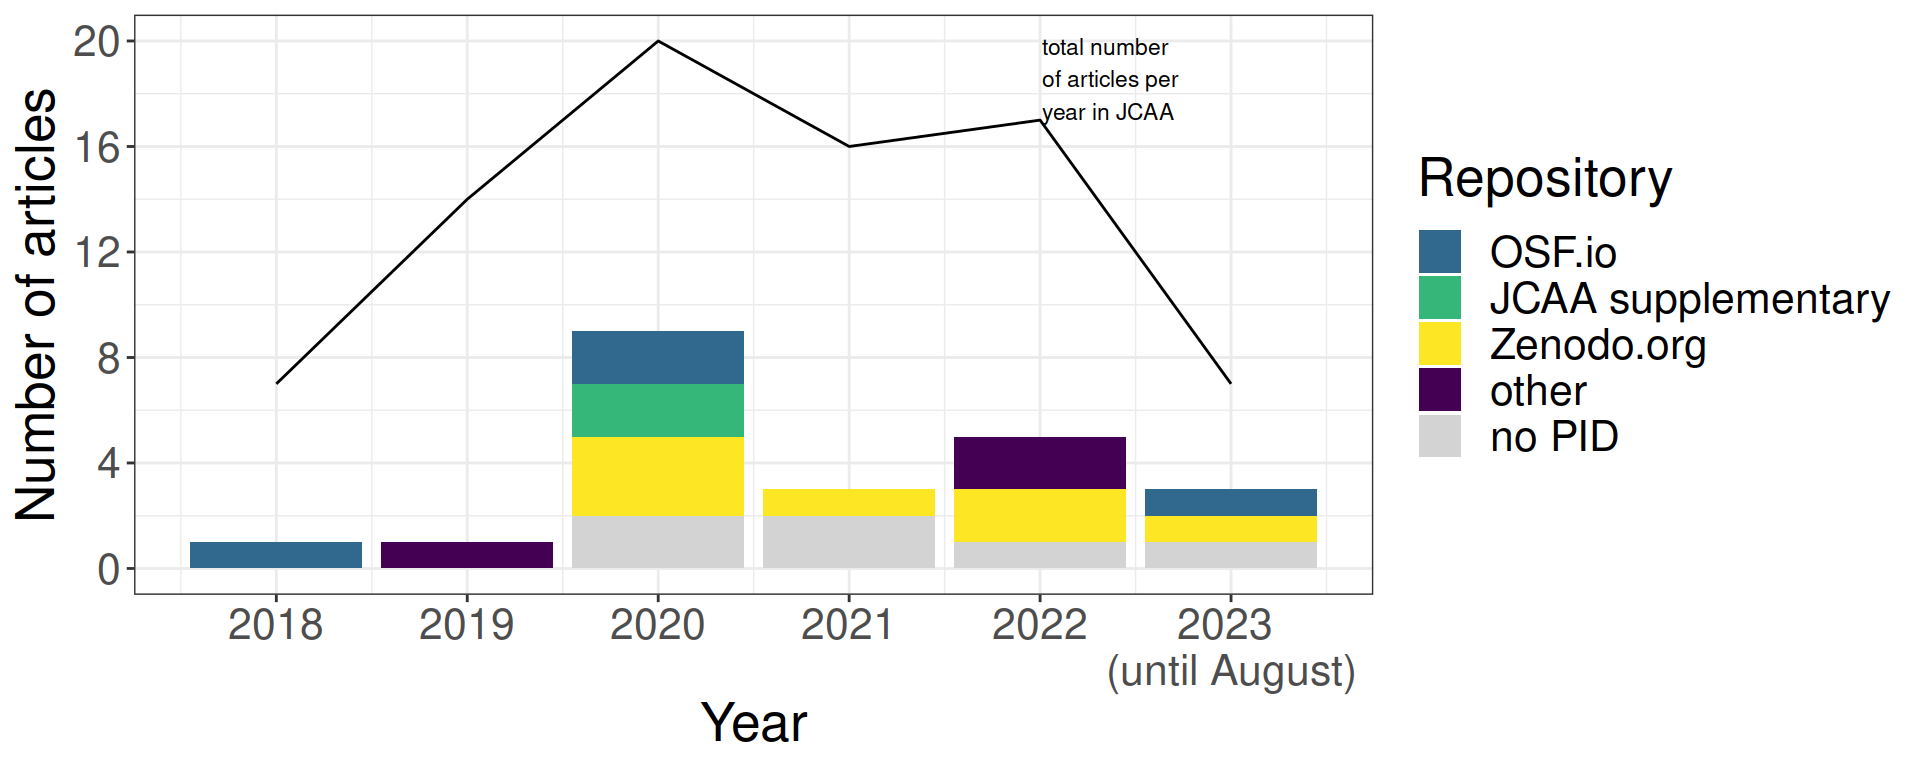 20
16
12
8
4
0
Number of articles
total number
of articles per
year in JCAA
2018
2019
2020
2021
2022
2023
(until August)
Year
Repository
OSF.io
JCAA supplementary
Zenodo.org
other
no PID